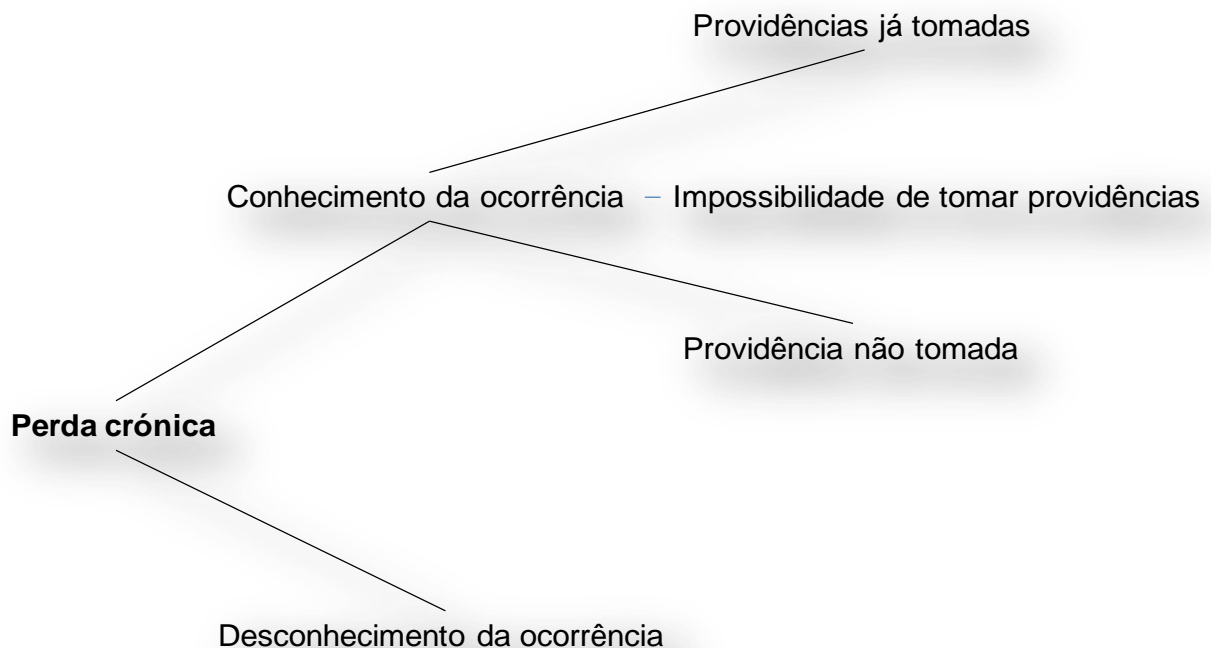 Providências já tomadas
Conhecimento da ocorrência – Impossibilidade de tomar providências
Providência não tomada
Perda crónica
Desconhecimento da ocorrência